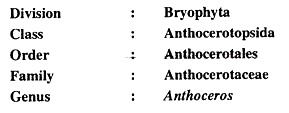 Division : Bryophyta
Class : Anthocerotopsida
Order : Anthocerotales
Family : Anthocerotaceae
Genus : Anthoceros